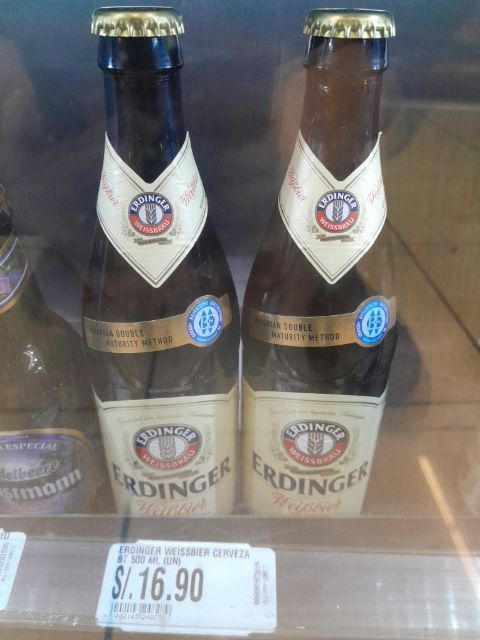 Weißbier
ERDINGER
WEISSBRÄU
Weißbier
ERDINGER
WEISSBRÄU
BAVARIAN DOUBLE
MATURITY METHOD
BAVARIAN DOUBLE
MATURITY METHOD
ERDINGER
WEISSBRÄU
ERDINGER
Weißbier
ERDINGER
WEISSBRÄU
ERDINGER
Weißbier
ESPECIAL
ERDINGER WEISSBIER CERVEZA
BT 500 ML (UN)
S/.16.90